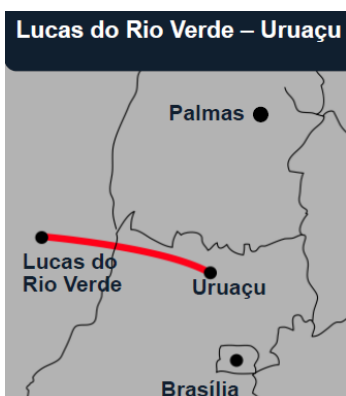 Lucas do Rio Verde – Uruaçu
Palmas
Lucas do
Rio Verde
Uruaçu
Brasília